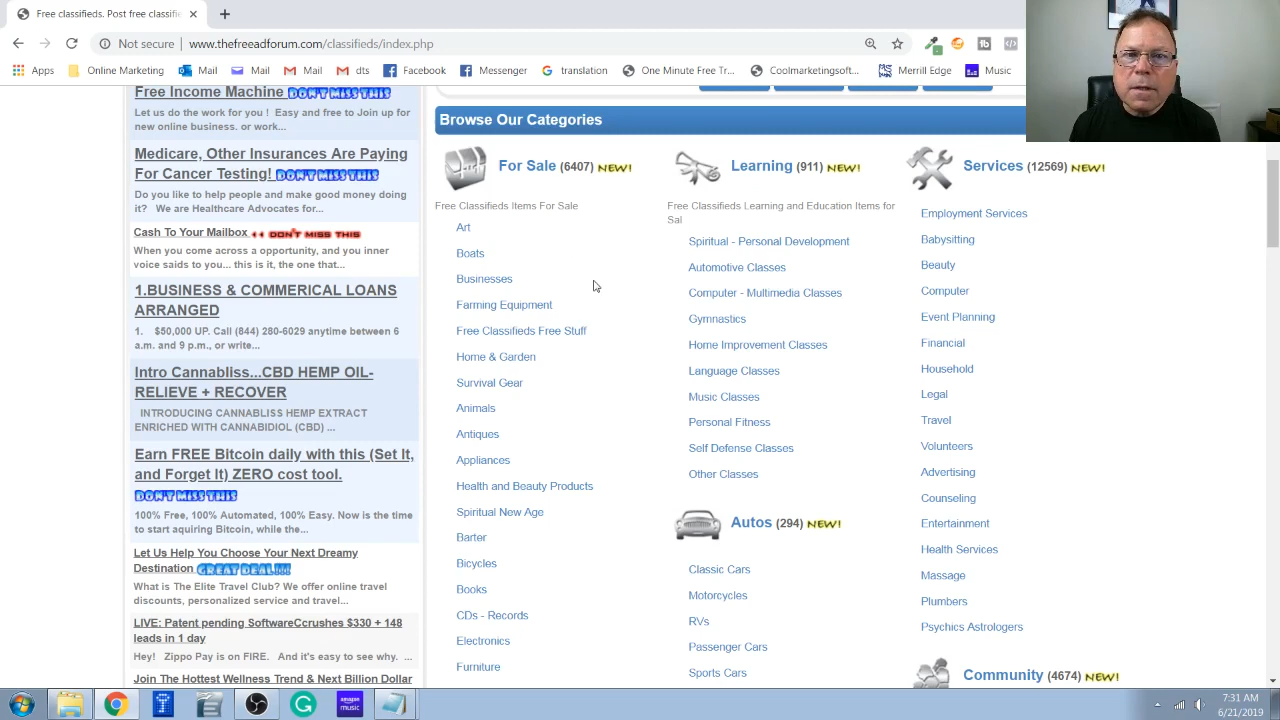 Free classifieds. Post free classifieds
Not secure | www.theadforum.com/classifieds/index.php
Apps
Online Marketing
Mail
Mail
Mail
dts
Facebook
Messenger
translation
One Minute Free Tr...
Coolmarketingsoft...
Merrill Edge
Music
Free Income Machine DON'T MISS THIS
Let us do the work for you ! Easy and free to Join up for
new online business. or work...
Medicare, Other Insurances Are Paying
For Cancer Testing! DON'T MISS THIS
Do you like to help people and make good money doing
it? We are Healthcare Advocates for...
Cash To Your Mailbox DON'T MISS THIS
When you come across a opportunity, and you inner
voice saids to you... this is it, the one that...
1.BUSINESS & COMMERICAL LOANS
ARRANGED
1. $50,000 UP. Call (844) 280-6029 anytime between 6
a.m. and 9 p.m., or write...
Intro Cannabliss...CBD HEMP OIL-
RELIEVE + RECOVER
INTRODUCING CANNABLISS HEMP EXTRACT
ENRICHED WITH CANNABIDIOL (CBD) ...
Earn FREE Bitcoin daily with this (Set It,
and Forget It) ZERO cost tool.
DON'T MISS THIS
100% Free, 100% Automated, 100% Easy. Now is the time
to start aquiring Bitcoin, while the...
Let Us Help You Choose Your Next Dreamy
Destination GREAT DEAL!!!
What is The Elite Travel Club? We offer online travel
discounts, personalized service and travel...
LIVE: Patent pending SoftwareCcrushes $330 + 148
leads in 1 day
Hey! Zippo Pay is on FIRE. And it's easy to see why. ...
Join The Hottest Wellness Trend & Next Billion Dollar
Browse Our Categories
For Sale (6407) NEW!
Free Classifieds Items For Sale
Art
Boats
Businesses
Farming Equipment
Free Classifieds Free Stuff
Home & Garden
Survival Gear
Animals
Antiques
Appliances
Health and Beauty Products
Spiritual New Age
Barter
Bicycles
Books
CDs - Records
Electronics
Furniture
Learning (911) NEW!
Free Classifieds Learning and Education Items for
Sal
Spiritual - Personal Development
Automotive Classes
Computer - Multimedia Classes
Gymnastics
Home Improvement Classes
Language Classes
Music Classes
Personal Fitness
Self Defense Classes
Other Classes
Autos (294) NEW!
Classic Cars
Motorcycles
RVs
Passenger Cars
Sports Cars
Services (12569) NEW!
Employment Services
Babysitting
Beauty
Computer
Event Planning
Financial
Household
Legal
Travel
Volunteers
Advertising
Counseling
Entertainment
Health Services
Massage
Plumbers
Psychics Astrologers
Community (4674) NEW!
amazon
music
7:31 AM
6/21/2019